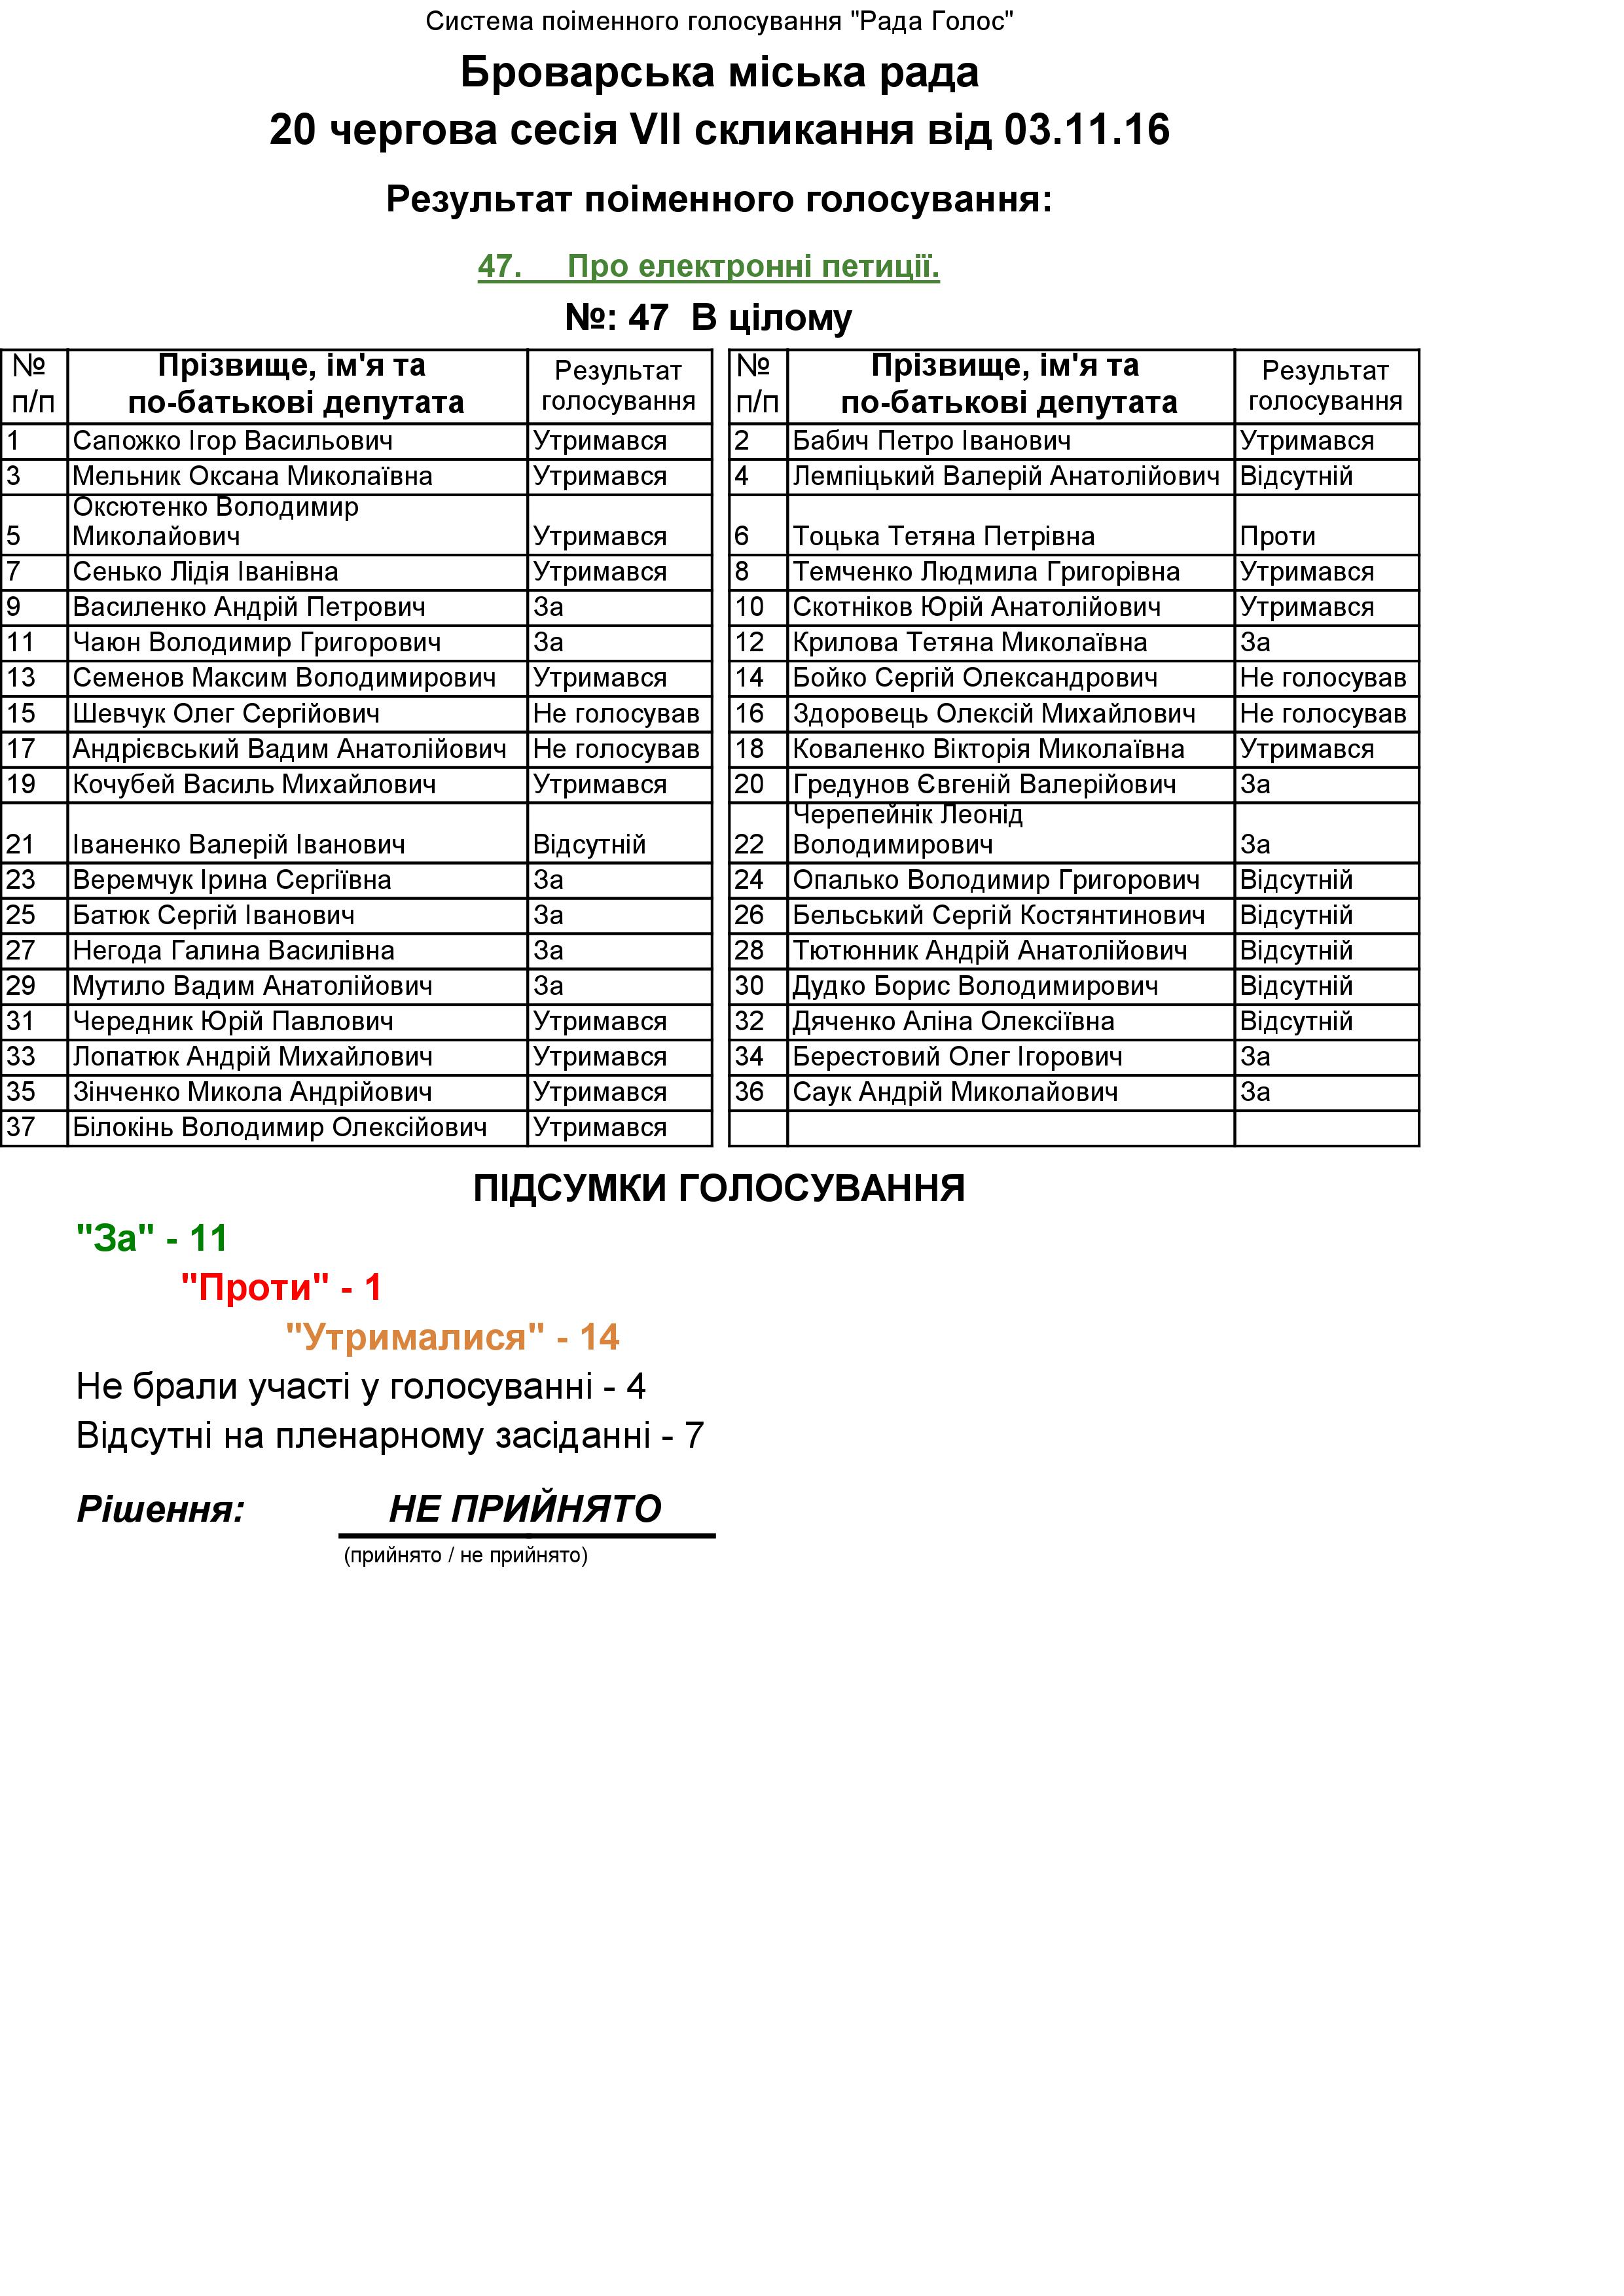 Система поіменного голосування "Рада Голос"
Броварська міська рада
20 чергова сесія VII скликання від 03.11.16
Результат поіменного голосування:
47. Про електронні петиції.
№: 47 В цілому
№ п/п Прізвище, ім'я та по-батькові депутата Результат голосування № п/п Прізвище, ім'я та по-батькові депутата Результат голосування
1 Сапожко Ігор Васильович Утримався 2 Бабич Петро Іванович Утримався
3 Мельник Оксана Миколаївна Утримався 4 Лемпіцький Валерій Анатолійович Відсутній
5 Оксютенко Володимир Миколайович Утримався 6 Тоцька Тетяна Петрівна Проти
7 Сенько Лідія Іванівна Утримався 8 Темченко Людмила Григорівна Утримався
9 Василенко Андрій Петрович За 10 Скотніков Юрій Анатолійович Утримався
11 Чаюн Володимир Григорович За 12 Крилова Тетяна Миколаївна За
13 Семенов Максим Володимирович Утримався 14 Бойко Сергій Олександрович Не голосував
15 Шевчук Олег Сергійович Не голосував 16 Здоровець Олексій Михайлович Не голосував
17 Андрієвський Вадим Анатолійович Не голосував 18 Коваленко Вікторія Миколаївна Утримався
19 Кочубей Василь Михайлович Утримався 20 Гредунов Євгеній Валерійович За
21 Іваненко Валерій Іванович Відсутній 22 Черепейнік Леонід Володимирович За
23 Веремчук Ірина Сергіївна За 24 Опалько Володимир Григорович Відсутній
25 Батюк Сергій Іванович За 26 Бельський Сергій Костянтинович Відсутній
27 Негода Галина Василівна За 28 Тютюнник Андрій Анатолійович Відсутній
29 Мутило Вадим Анатолійович За 30 Дудко Борис Володимирович Відсутній
31 Чередник Юрій Павлович Утримався 32 Дяченко Аліна Олексіївна Відсутній
33 Лопатюк Андрій Михайлович Утримався 34 Берестовий Олег Ігорович За
35 Зінченко Микола Андрійович Утримався 36 Саук Андрій Миколайович За
37 Білокінь Володимир Олексійович Утримався
ПІДСУМКИ ГОЛОСУВАННЯ
"За" - 11
"Проти" - 1
"Утрималися" - 14
Не брали участі у голосуванні - 4
Відсутні на пленарному засіданні - 7
Рішення: НЕ ПРИЙНЯТО
(прийнято / не прийнято)